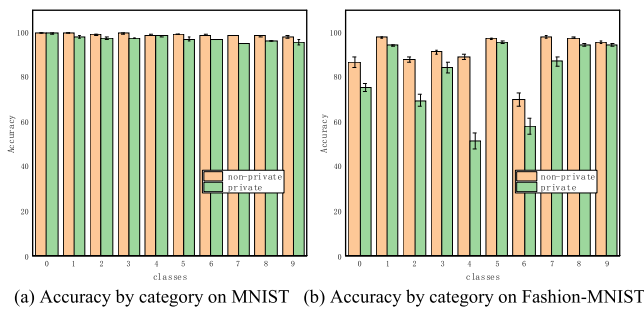 100
80
60
40
20
0
Accuracy
non-private
private
0 1 2 3 4 5 6 7 8 9
classes
(a) Accuracy by category on MNIST
100
80
60
40
20
0
Accuracy
non-private
private
0 1 2 3 4 5 6 7 8 9
classes
(b) Accuracy by category on Fashion-MNIST